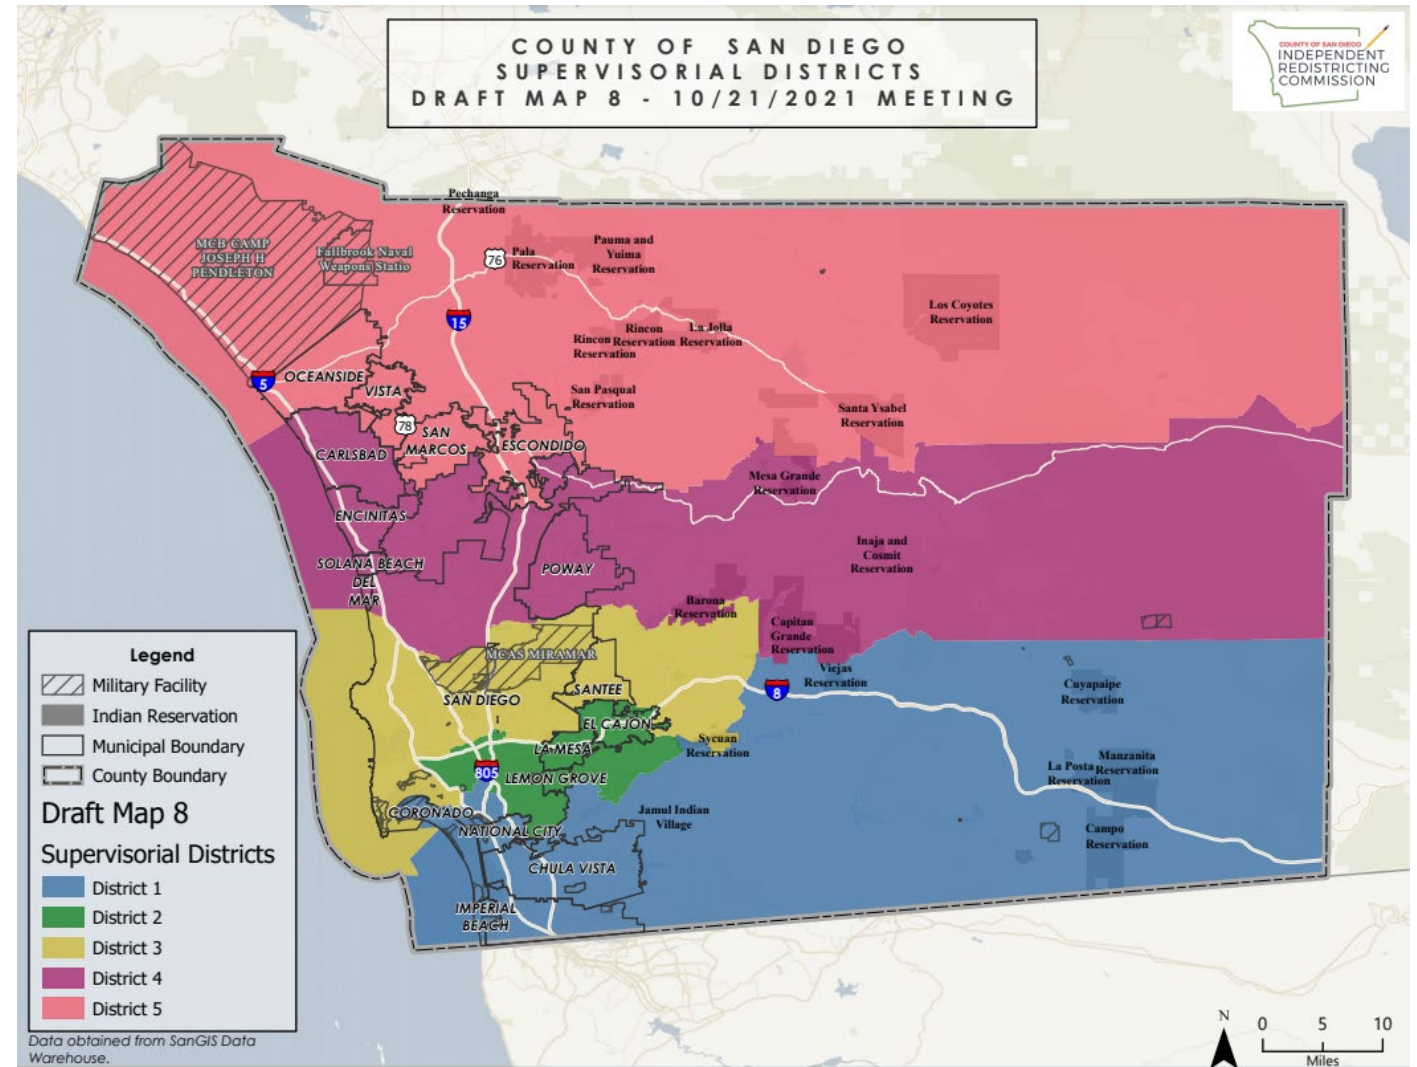 COUNTY OF SAN DIEGO
SUPERVISORIAL DISTRICTS
DRAFT MAP 8 - 10/21/2021 MEETING
COUNTY OF SAN DIEGO
INDEPENDENT
REDISTRICTING
COMMISSION
Pechanga
Reservation
MCB CAMP
JOSEPH H
PENDLETON
Fallbrook Naval
Weapons Statio
76
Pala
Reservation
Pauma and
Yuima
Reservation
Los Coyotes
Reservation
15
Rincon
Reservation
Rincon
Reservation
La Jolla
Reservation
5
OCEANSIDE
VISTA
San Pasqual
Reservation
Santa Ysabel
Reservation
78
SAN
MARCOS
ESCONDIDO
CARLSBAD
Mesa Grande
Reservation
ENCINITAS
Inaja and
Cosmit
Reservation
SOLANA BEACH
DEL
MAR
POWAY
Barona
Reservation
Capitan
Grande
Reservation
MCAS MIRAMAR
Viejas
Reservation
8
SAN DIEGO
SANTEE
Cuyapaipe
Reservation
EL CAJON
LA MESA
Sycuan
Reservation
805
LEMON GROVE
Manzanita
Reservation
La Posta
Reservation
CORONADO
NATIONAL CITY
Jamul Indian
Village
Campo
Reservation
CHULA VISTA
IMPERIAL
BEACH
Legend
Military Facility
Indian Reservation
Municipal Boundary
County Boundary
Draft Map 8
Supervisorial Districts
District 1
District 2
District 3
District 4
District 5
Data obtained from SanGIS Data
Warehouse.
N
0 5 10
Miles